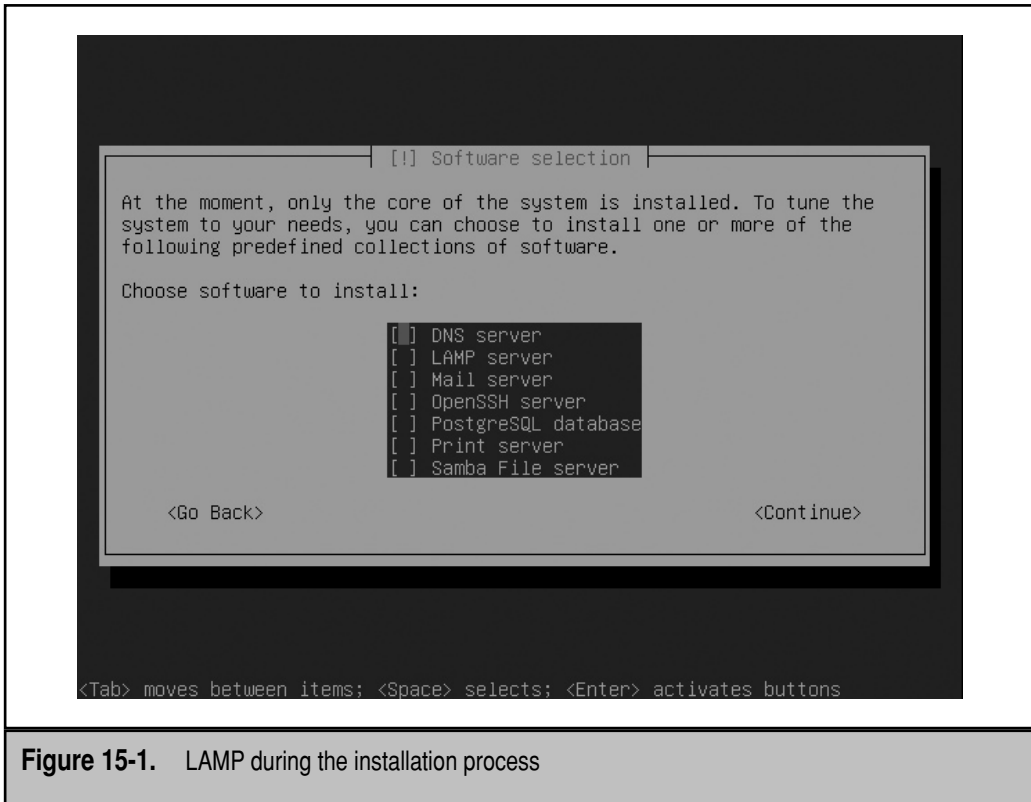 [!] Software selection
At the moment, only the core of the system is installed. To tune the
system to your needs, you can choose to install one or more of the
following predefined collections of software.
Choose software to install:
[ ] DNS server
[ ] LAMP server
[ ] Mail server
[ ] OpenSSH server
[ ] PostgreSQL database
[ ] Print server
[ ] Samba File server
<Go Back> <Continue>
<Tab> moves between items; <Space> selects; <Enter> activates buttons
Figure 15-1. LAMP during the installation process